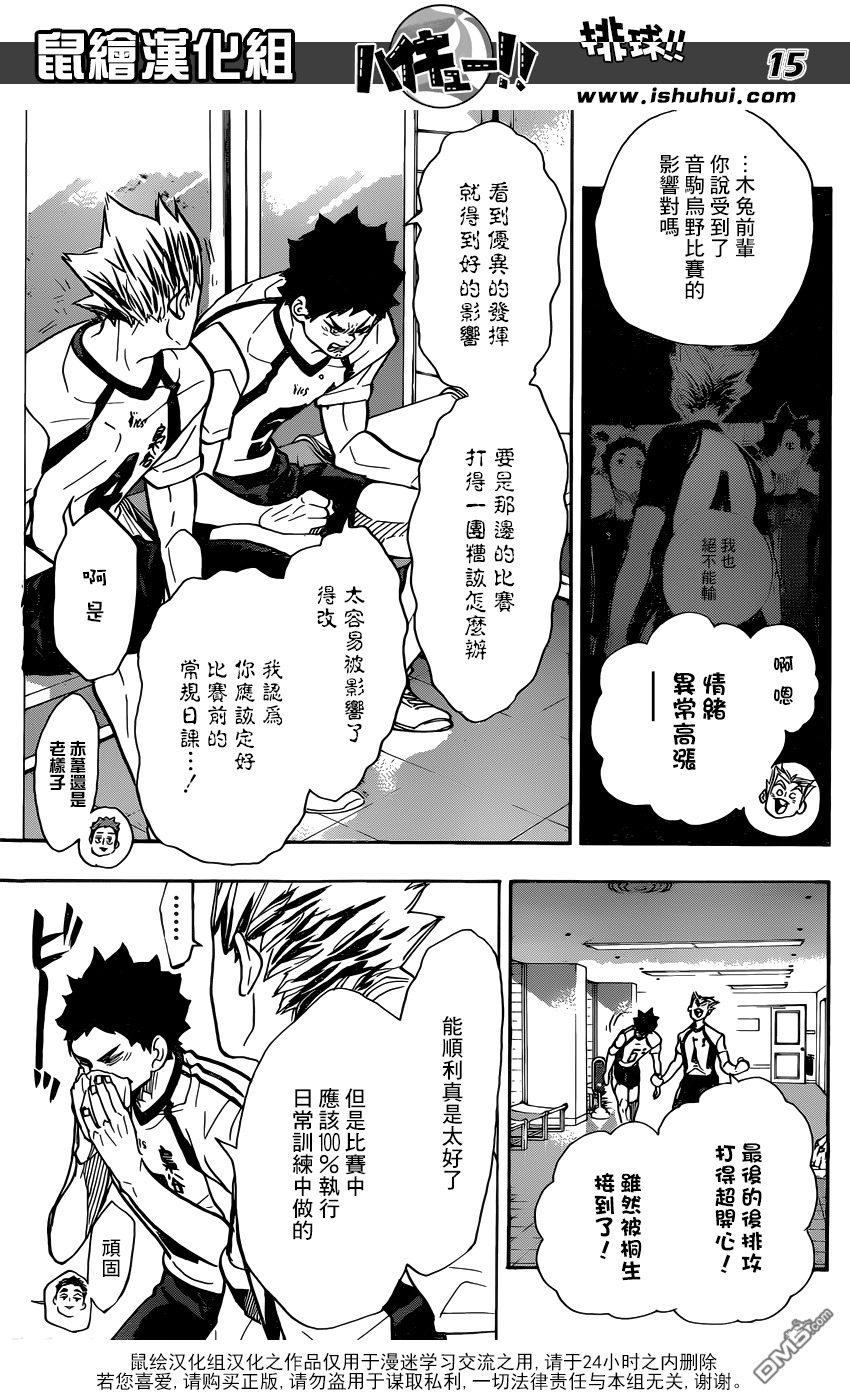 鼠繪漢化組
ハイキュー!!
排球!!
15
www.ishuhui.com
…木兔前輩
你說受到了
音駒烏野比賽的
影響對嗎
我也
絕不能輸
啊嗯
情緒
異常高漲
——
看到優異的發揮
就得到好的影響
要是那邊的比賽
打得一團糟該怎麼辦
太容易被影響了
得改
我認爲
你應該定好
比賽前的
常規日課…!
啊是
赤葦還是
老樣子
最後的後排攻
打得超開心!
雖然被桐生
接到了!
能順利真是太好了
但是比賽中
應該100%執行
日常訓練中做的
……
頑固
鼠绘汉化组汉化之作品仅用于漫迷学习交流之用,请于24小时之内删除
若您喜爱,请购买正版,请勿盗用于谋取私利,一切法律责任与本组无关,谢谢.
DM5.com